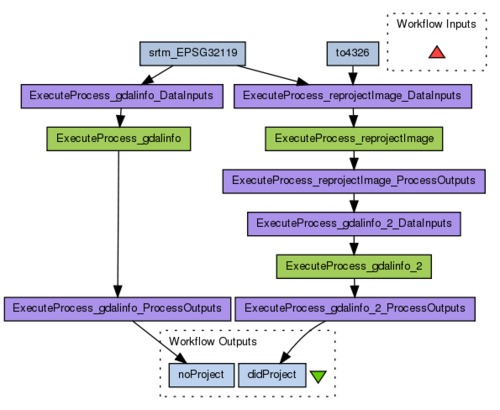 Workflow Inputs
srtm_EPSG32119
to4326
ExecuteProcess_gdalinfo_DataInputs
ExecuteProcess_reprojectImage_DataInputs
ExecuteProcess_gdalinfo
ExecuteProcess_reprojectImage
ExecuteProcess_reprojectImage_ProcessOutputs
ExecuteProcess_gdalinfo_2_DataInputs
ExecuteProcess_gdalinfo_2
ExecuteProcess_gdalinfo_ProcessOutputs
ExecuteProcess_gdalinfo_2_ProcessOutputs
Workflow Outputs
noProject
didProject